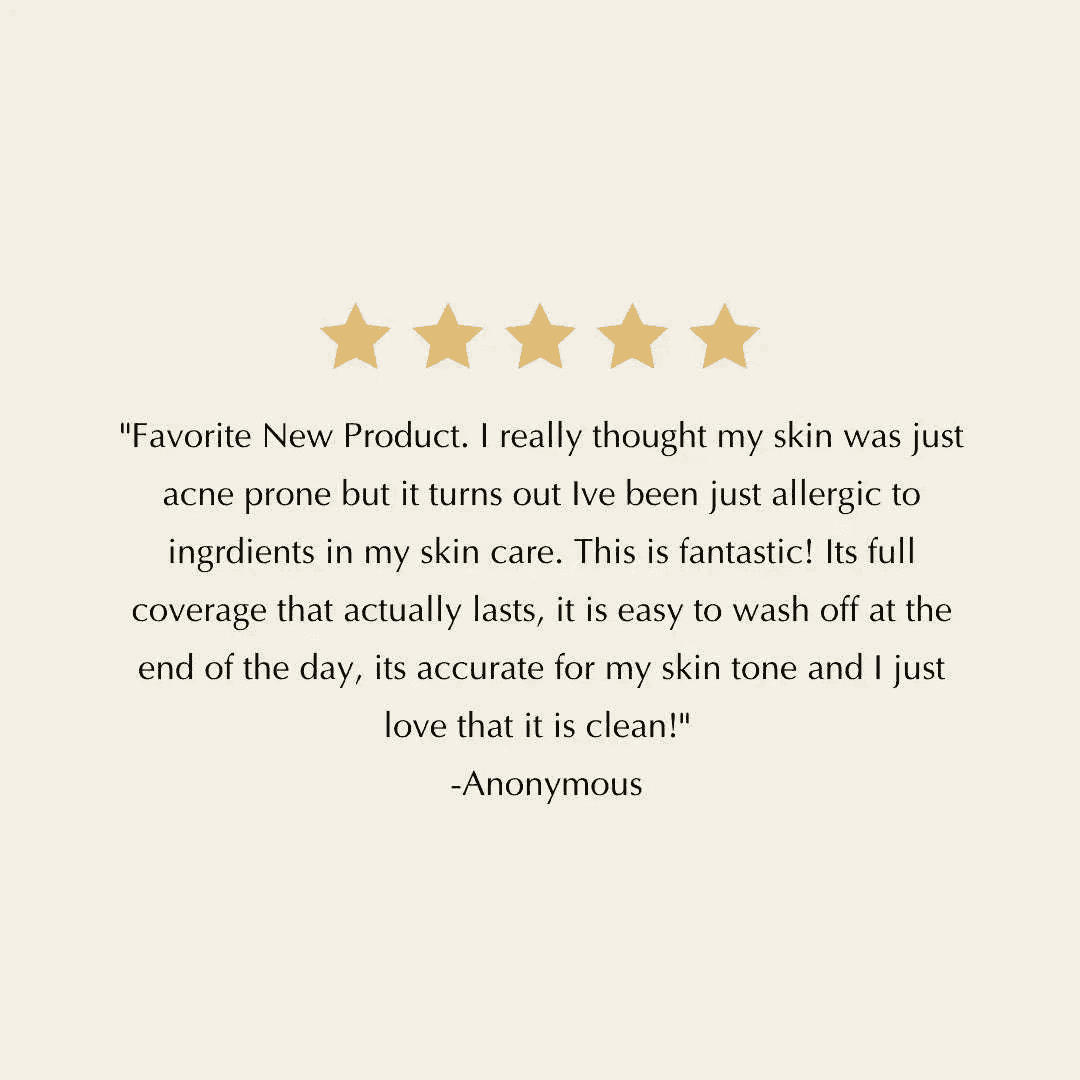 "Favorite New Product. I really thought my skin was just
acne prone but it turns out Ive been just allergic to
ingrdients in my skin care. This is fantastic! Its full
coverage that actually lasts, it is easy to wash off at the
end of the day, its accurate for my skin tone and I just
love that it is clean!"
-Anonymous